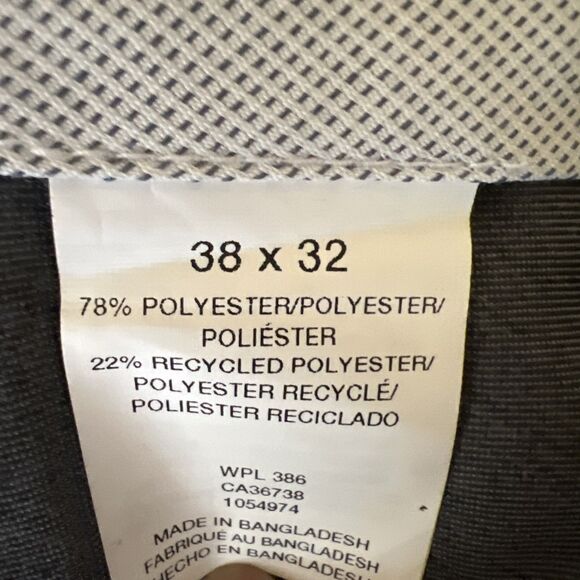 38 x 32
78% POLYESTER/POLYESTER/
POLIÉSTER
22% RECYCLED POLYESTER/
POLYESTER RECYCLÉ/
POLIESTER RECICLADO
WPL 386
CA36738
1054974
MADE IN BANGLADESH
FABRIQUÉ AU BANGLADESH
HECHO EN BANGLADESH